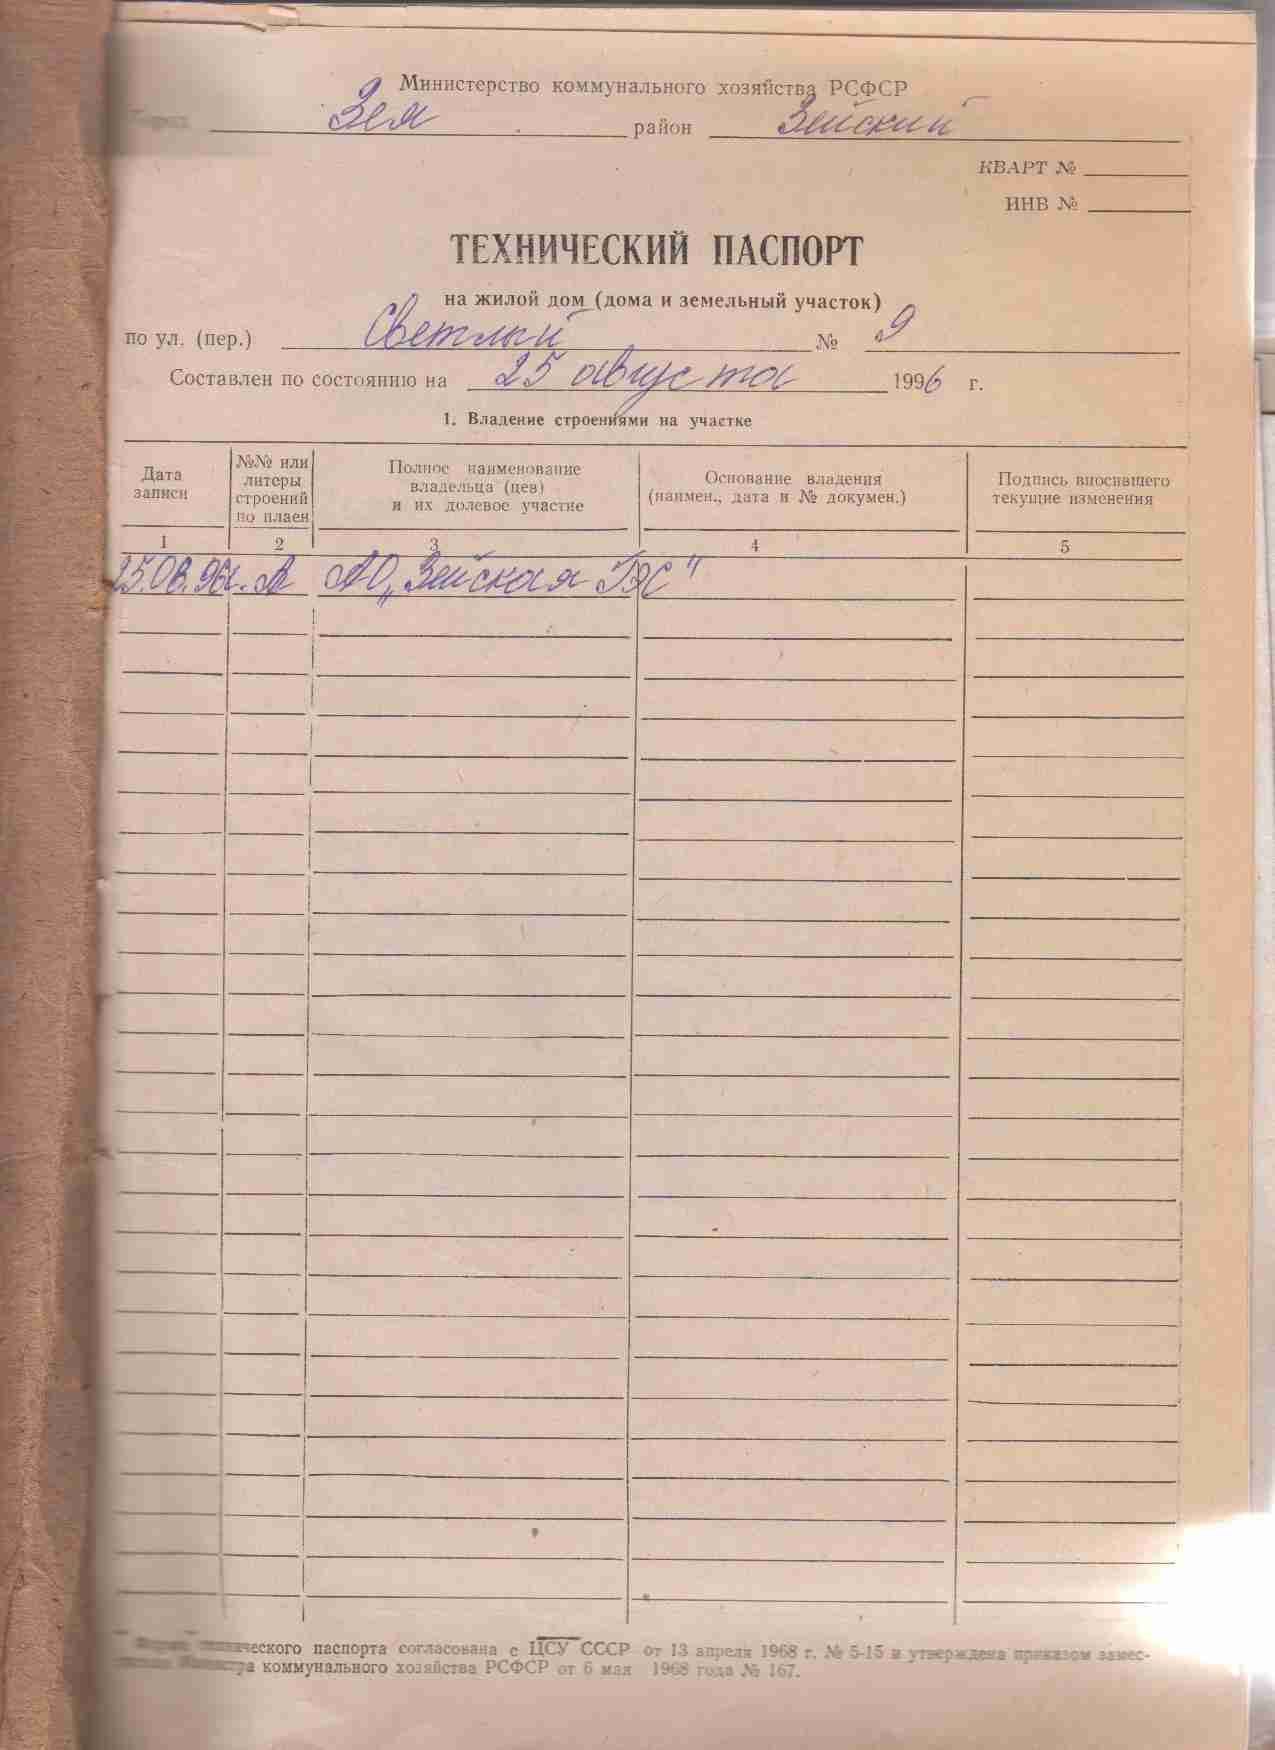 Министерство коммунального хозяйства РСФСР
Город Зея район Зейский
КВАРТ №
ИНВ №
ТЕХНИЧЕСКИЙ ПАСПОРТ
на жилой дом (дома и земельный участок)
по ул. (пер.) Светлый № 9
Составлен по состоянию на 25 августа 1996 г.
1. Владение строениями на участке
Дата записи
№№ или литеры строений по плаен
Полное наименование владельца (цев) и их долевое участие
Основание владения (наимен., дата и № докумен.)
Подпись вносившего текущие изменения
1 2 3 4 5
25.08.96г. А АО „Зейская ГЭС"
технического паспорта согласована с ЦСУ СССР от 13 апреля 1968 г. № 5-15 и утверждена приказом замес-
Министра коммунального хозяйства РСФСР от 6 мая 1968 года № 167.